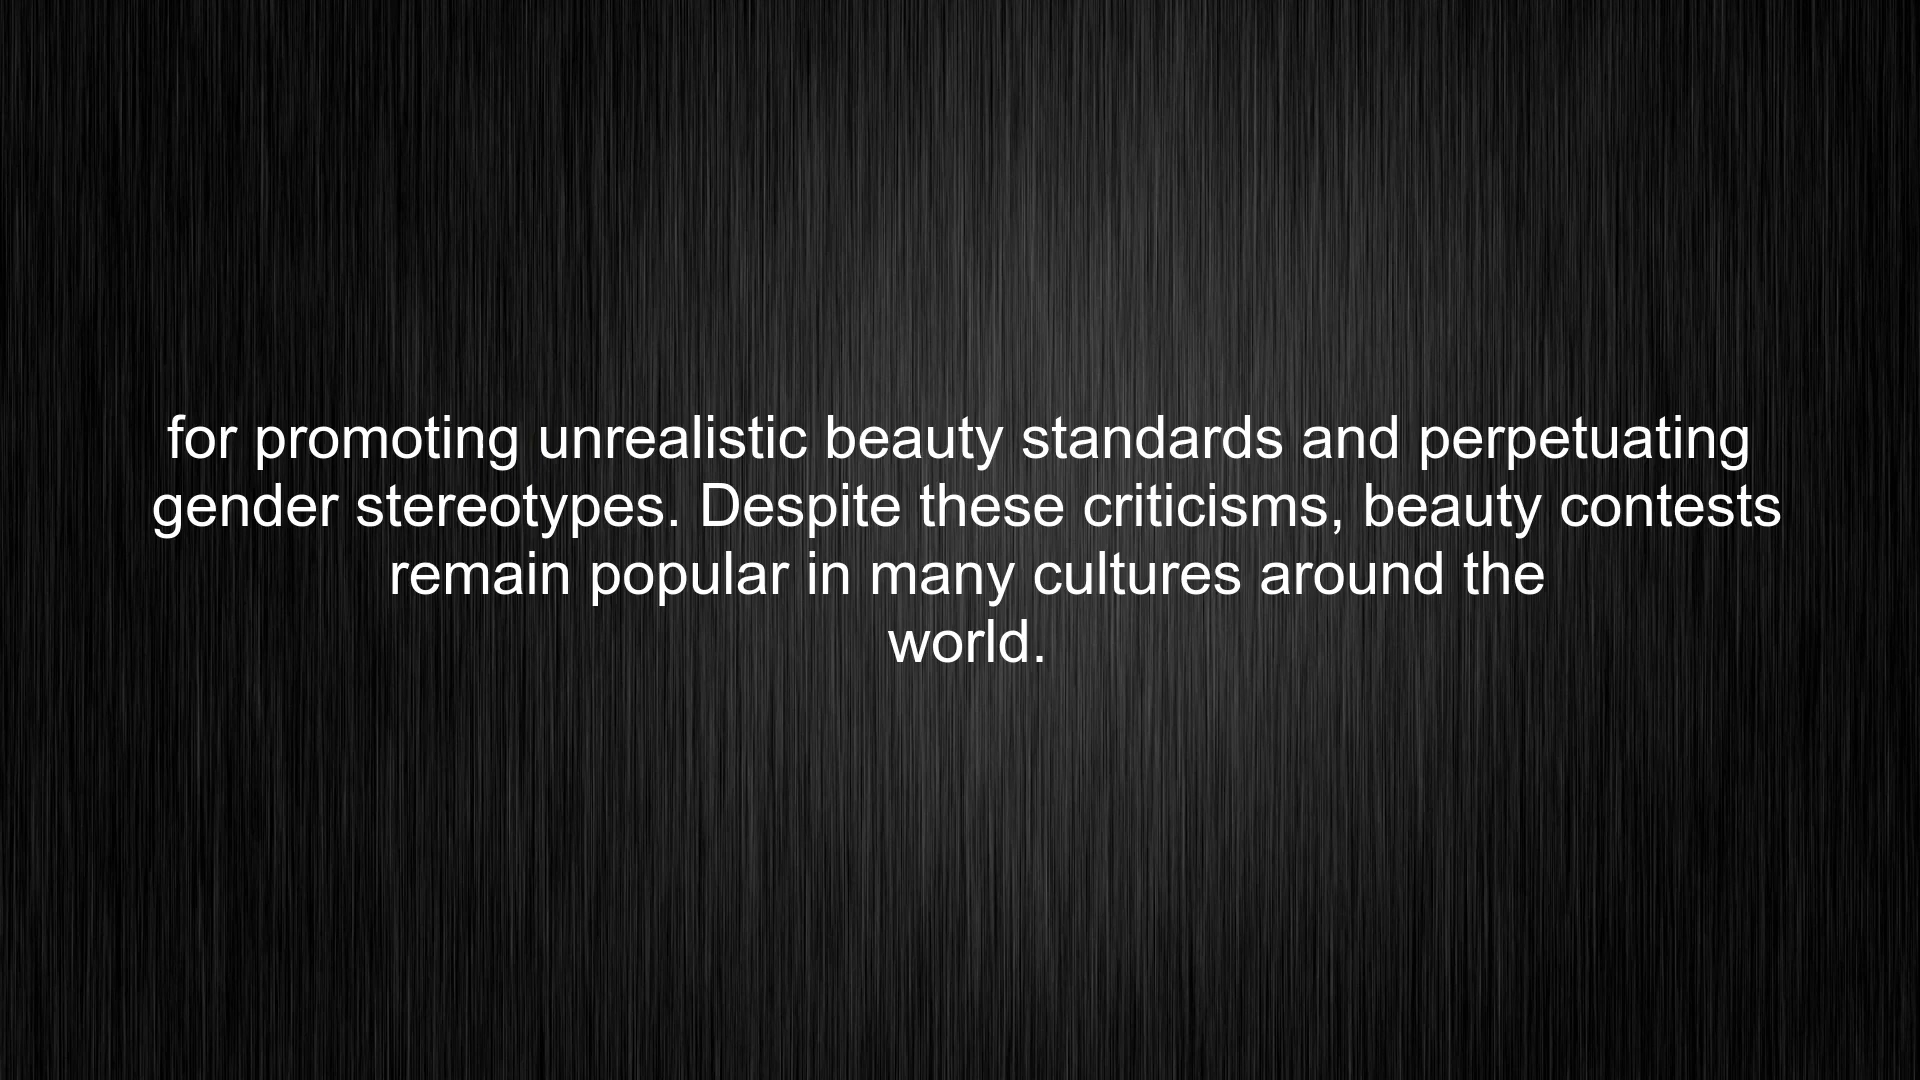 for promoting unrealistic beauty standards and perpetuating
gender stereotypes. Despite these criticisms, beauty contests
remain popular in many cultures around the
world.